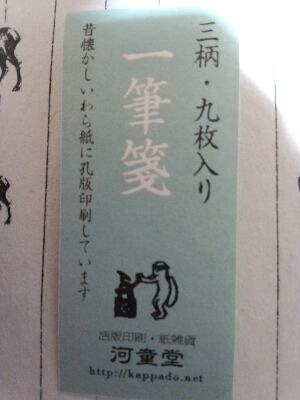 三柄・九枚入り
一筆箋
昔懐かしいわら紙に孔版印刷しています
活版印刷・紙雑貨
河童堂
http://kappado.net